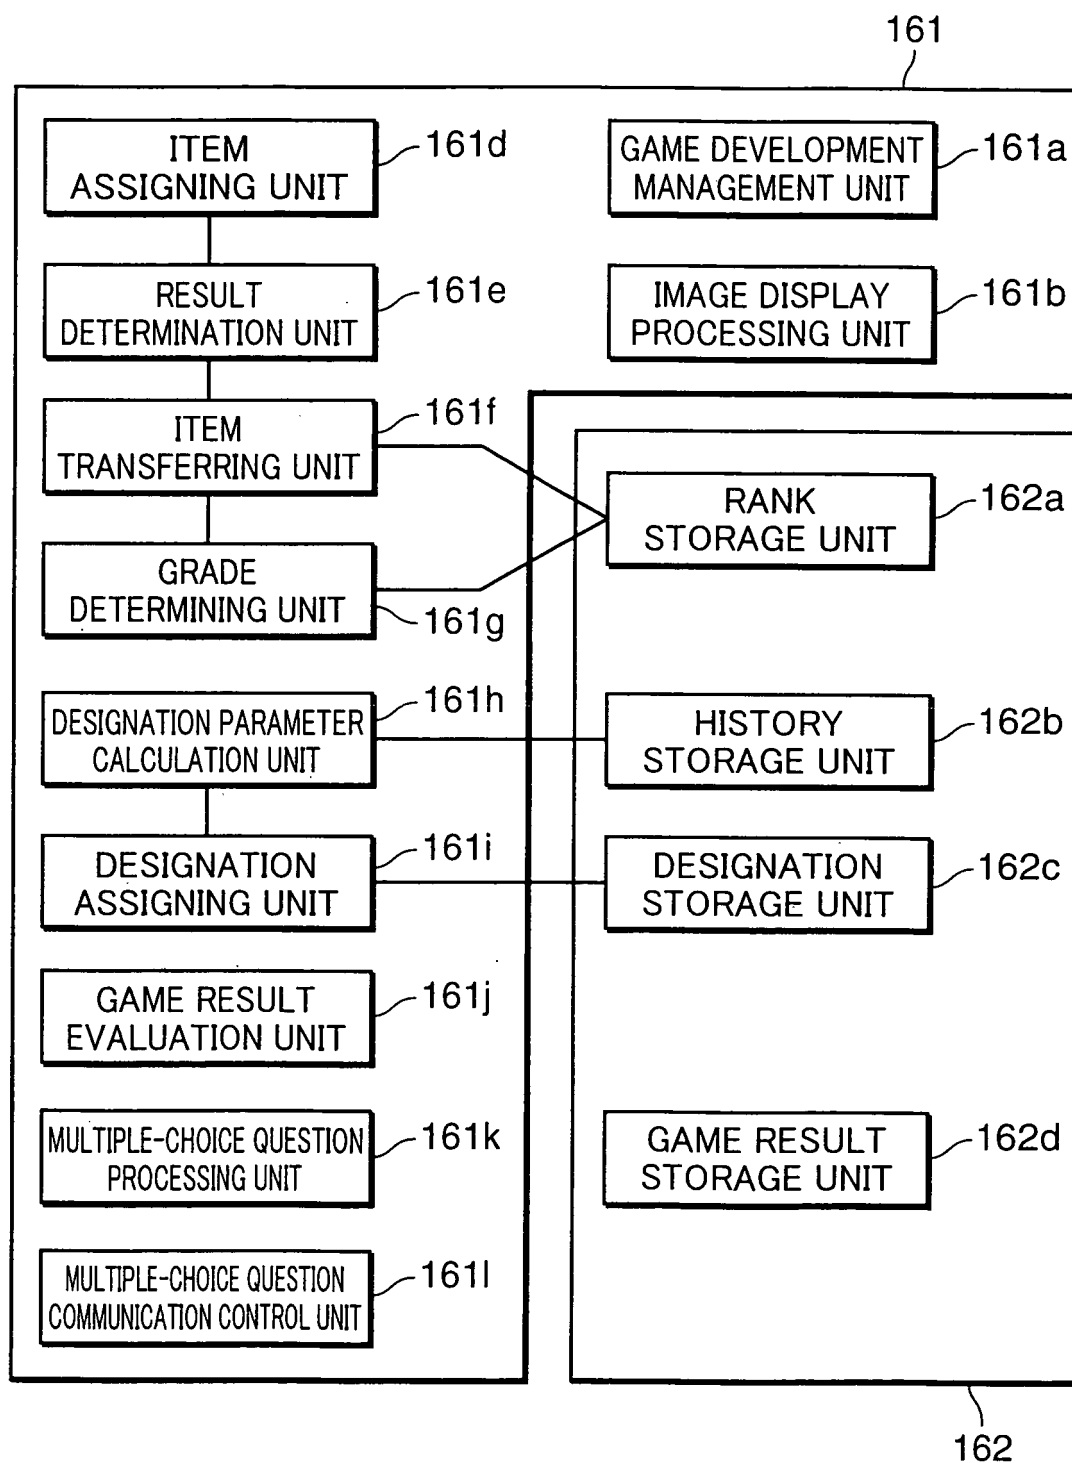 161
ITEM
ASSIGNING UNIT
161d
GAME DEVELOPMENT
MANAGEMENT UNIT
161a
RESULT
DETERMINATION UNIT
161e
IMAGE DISPLAY
PROCESSING UNIT
161b
ITEM
TRANSFERRING UNIT
161f
RANK
STORAGE UNIT
162a
GRADE
DETERMINING UNIT
161g
DESIGNATION PARAMETER
CALCULATION UNIT
161h
HISTORY
STORAGE UNIT
162b
DESIGNATION
ASSIGNING UNIT
161i
DESIGNATION
STORAGE UNIT
162c
GAME RESULT
EVALUATION UNIT
161j
MULTIPLE-CHOICE QUESTION
PROCESSING UNIT
161k
GAME RESULT
STORAGE UNIT
162d
MULTIPLE-CHOICE QUESTION
COMMUNICATION CONTROL UNIT
161l
162